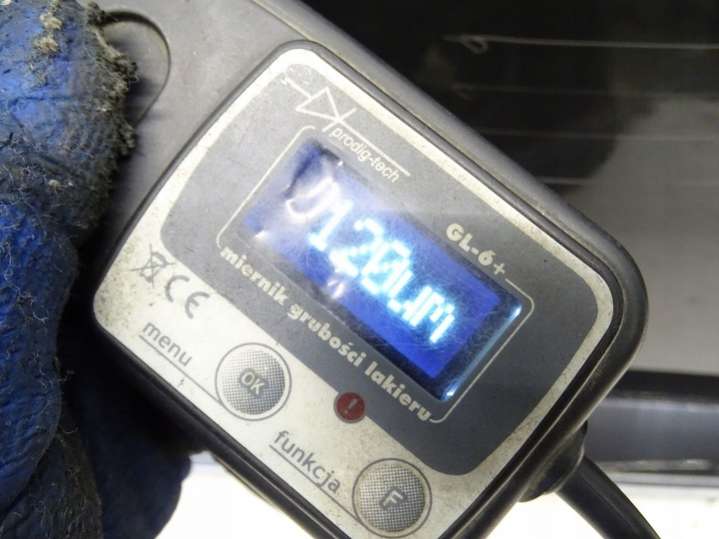 prodig-tech
GL-6+
120um
miernik grubości lakieru
CE
menu
OK
!
funkcja
F